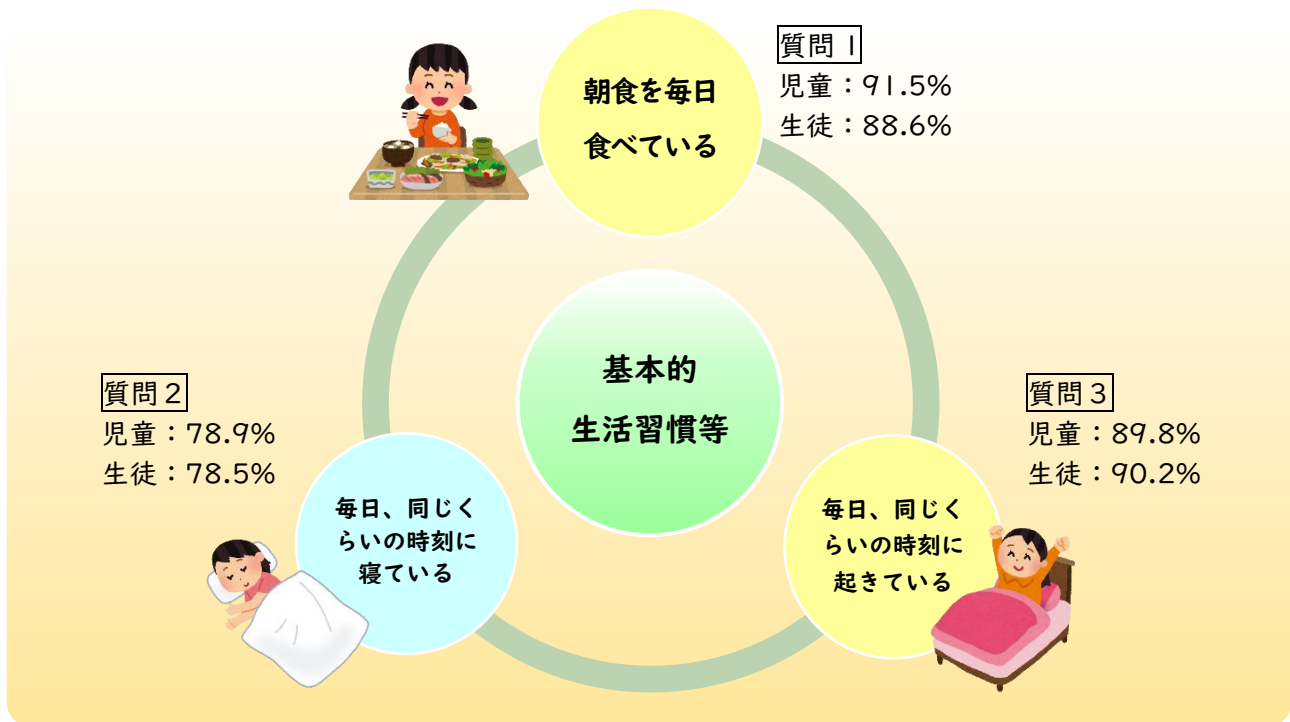 朝食を毎日
食べている
質問1
児童：91.5%
生徒：88.6%
基本的
生活習慣等
質問2
児童：78.9%
生徒：78.5%
毎日、同じく
らいの時刻に
寝ている
質問3
児童：89.8%
生徒：90.2%
毎日、同じく
らいの時刻に
起きている